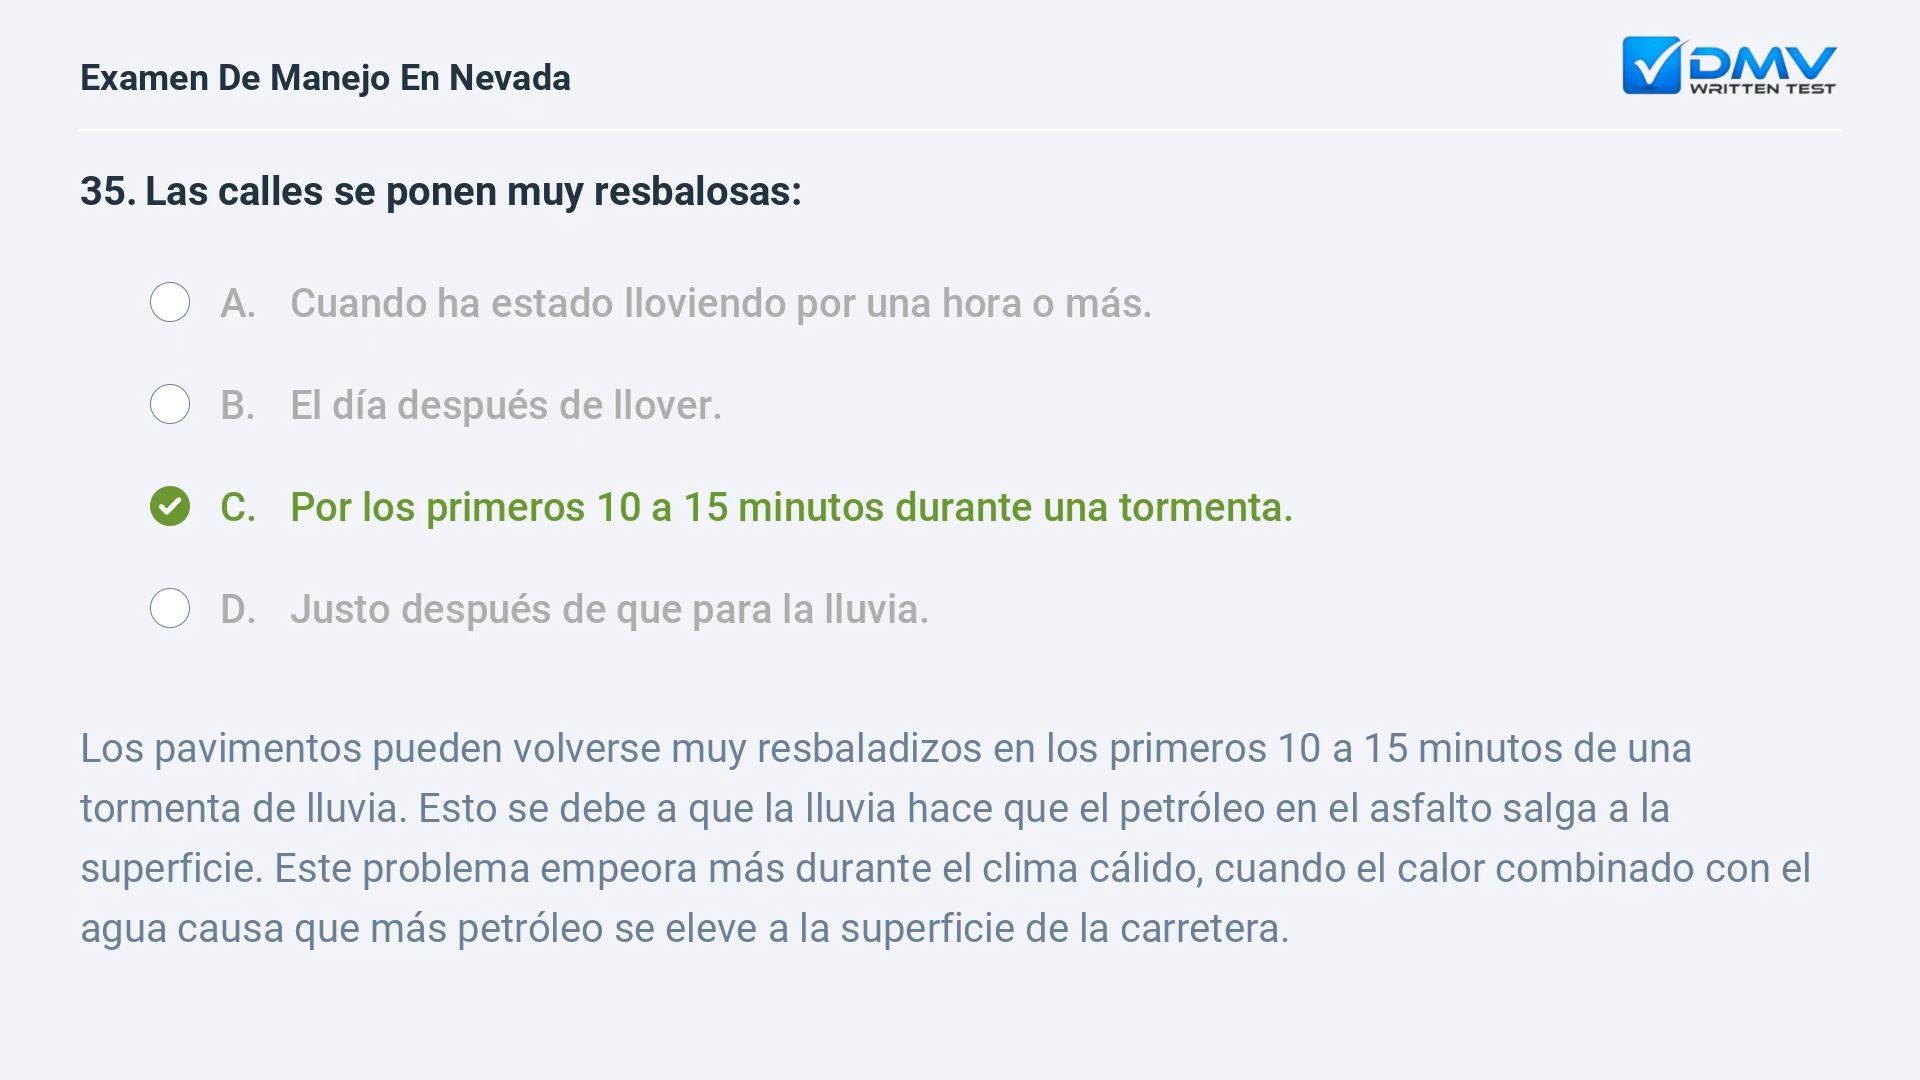 Examen De Manejo En Nevada
DMV
WRITTEN TEST
35. Las calles se ponen muy resbalosas:
A. Cuando ha estado lloviendo por una hora o más.
B. El día después de llover.
C. Por los primeros 10 a 15 minutos durante una tormenta.
D. Justo después de que para la lluvia.
Los pavimentos pueden volverse muy resbaladizos en los primeros 10 a 15 minutos de una
tormenta de lluvia. Esto se debe a que la lluvia hace que el petróleo en el asfalto salga a la
superficie. Este problema empeora más durante el clima cálido, cuando el calor combinado con el
agua causa que más petróleo se eleve a la superficie de la carretera.